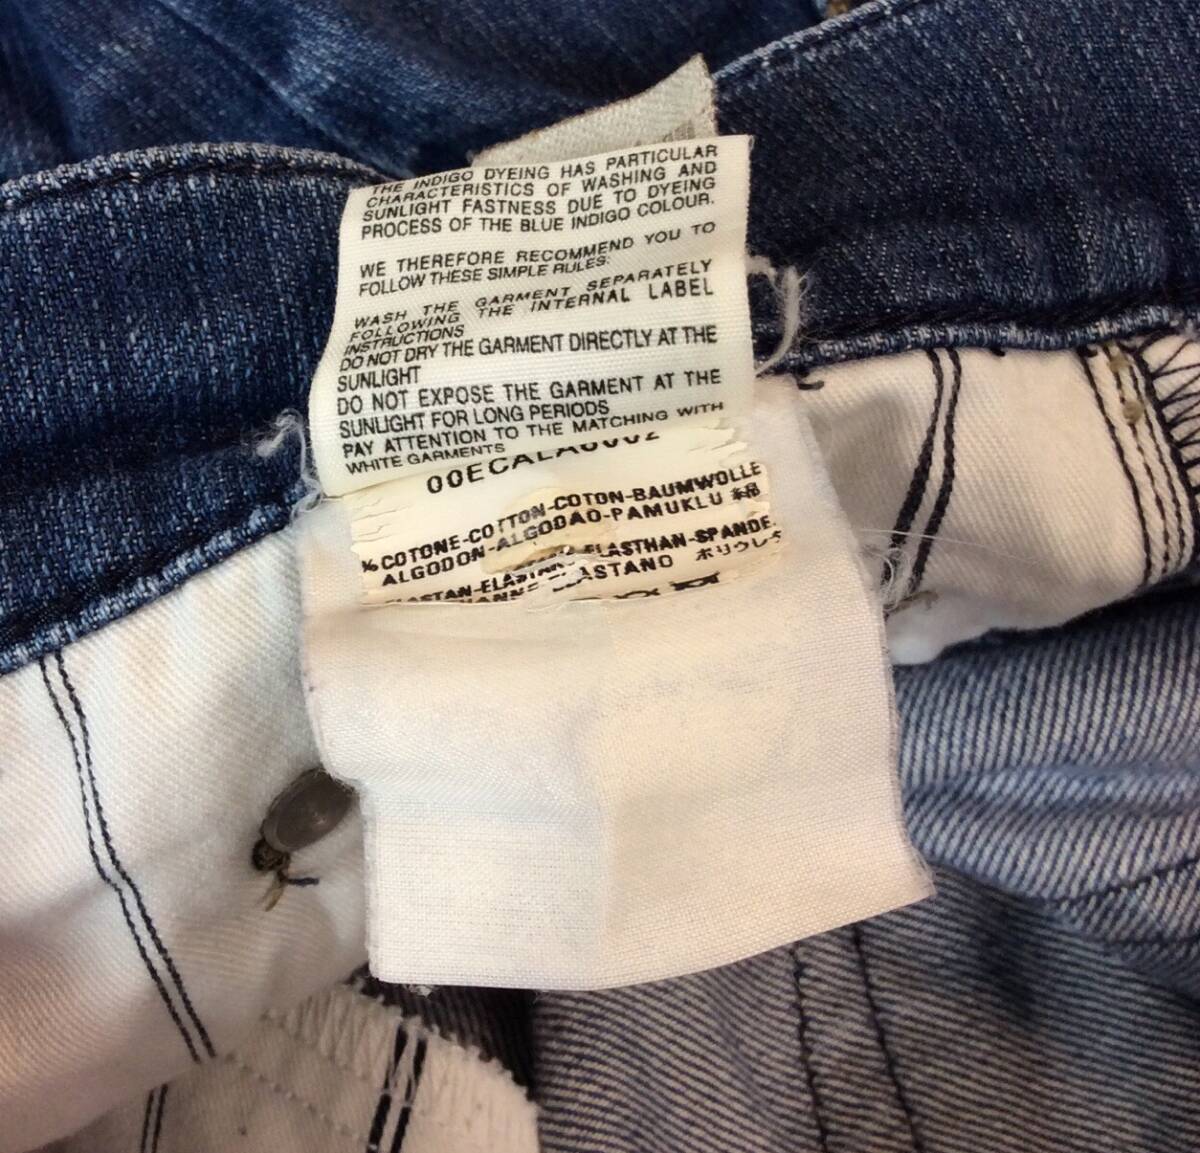 THE INDIGO DYEING HAS PARTICULAR
CHARACTERISTICS OF WASHING AND
SUNLIGHT FASTNESS DUE TO DYEING
PROCESS OF THE BLUE INDIGO COLOUR.
WE THEREFORE RECOMMEND YOU TO
FOLLOW THESE SIMPLE RULES:
WASH THE GARMENT SEPARATELY
FOLLOWING THE INTERNAL LABEL
INSTRUCTIONS
DO NOT DRY THE GARMENT DIRECTLY AT THE
SUNLIGHT
DO NOT EXPOSE THE GARMENT AT THE
SUNLIGHT FOR LONG PERIODS
PAY ATTENTION TO THE MATCHING WITH
WHITE GARMENTS
% COTONE-COTTON-COTON-BAUMWOLLE
ALGODON-ALGODAO-PAMUKLU 綿
ELASTHAN-SPANDE